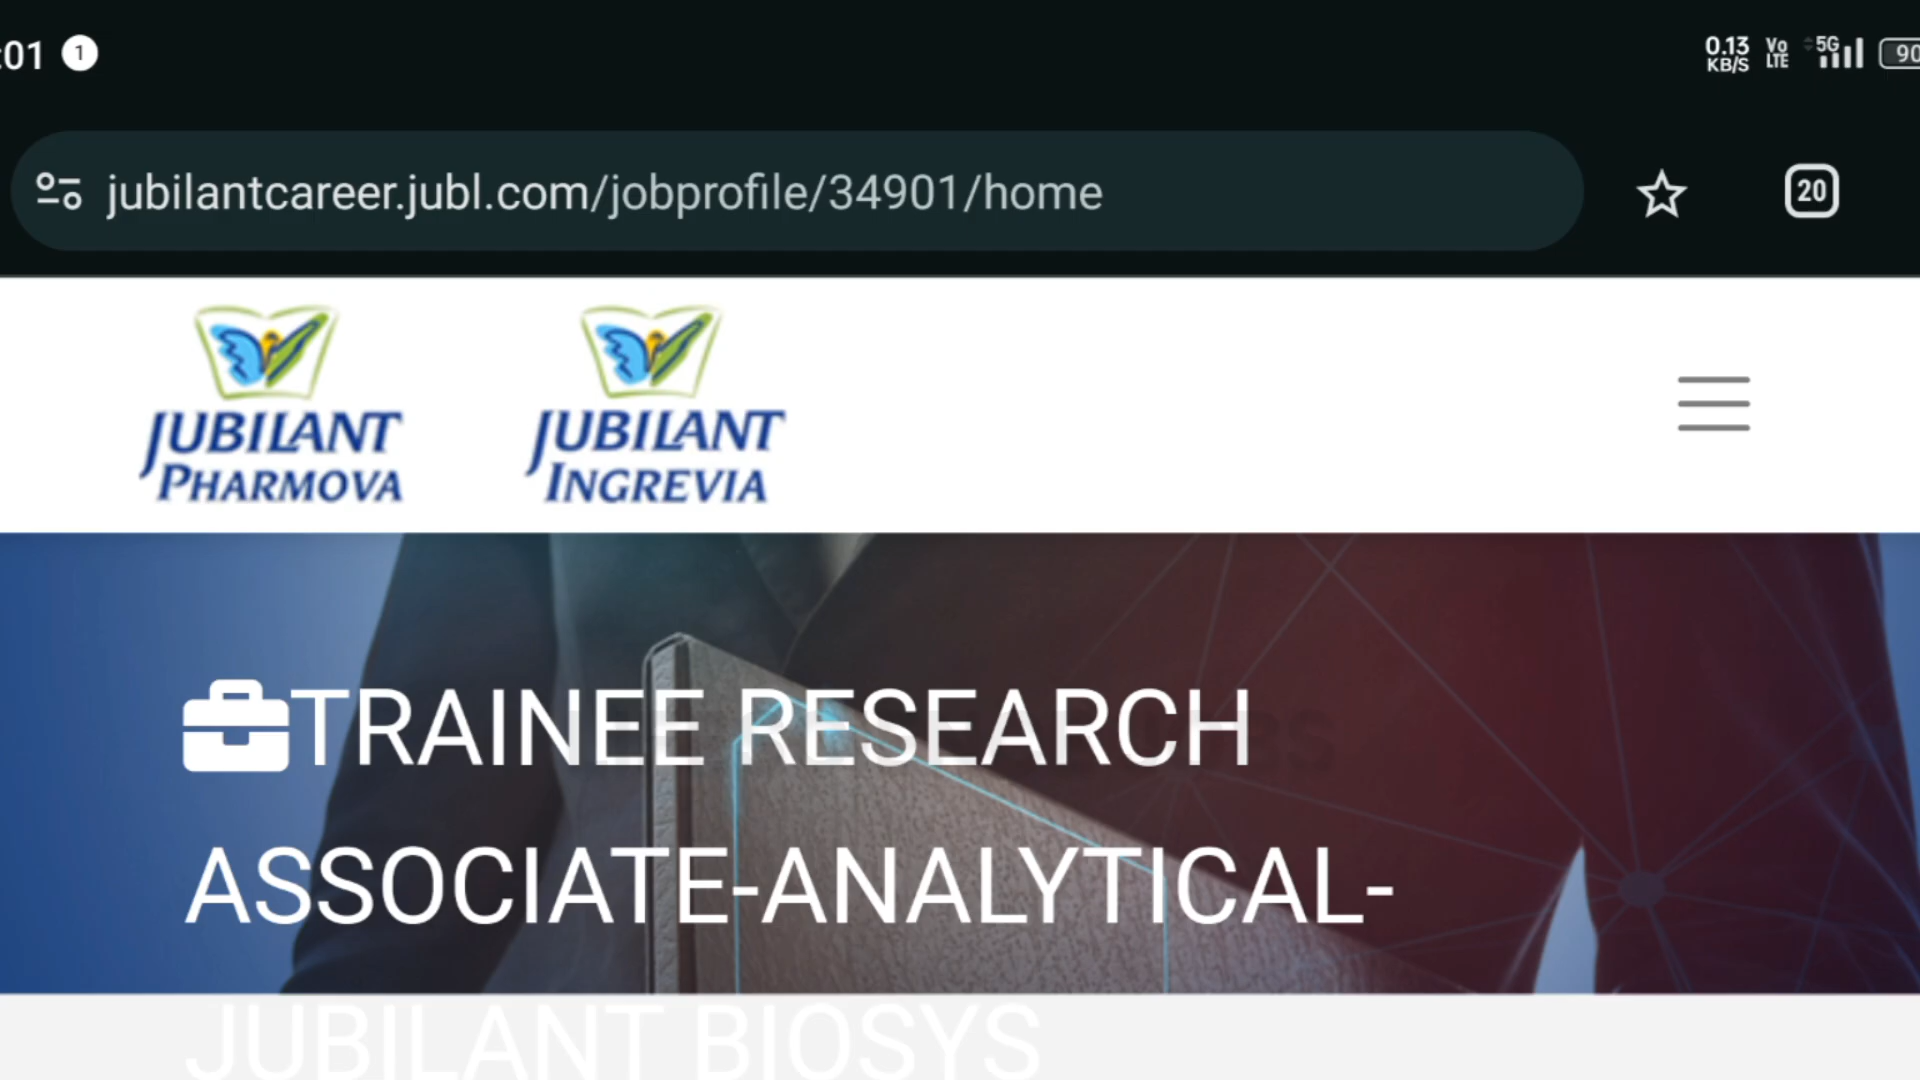 :01 1 0.13 KB/S Vo LTE 5G 90
jubilantcareer.jubl.com/jobprofile/34901/home 20
JUBILANT PHARMOVA
JUBILANT INGREVIA
TRAINEE RESEARCH
ASSOCIATE-ANALYTICAL-
JUBILANT BIOSYS